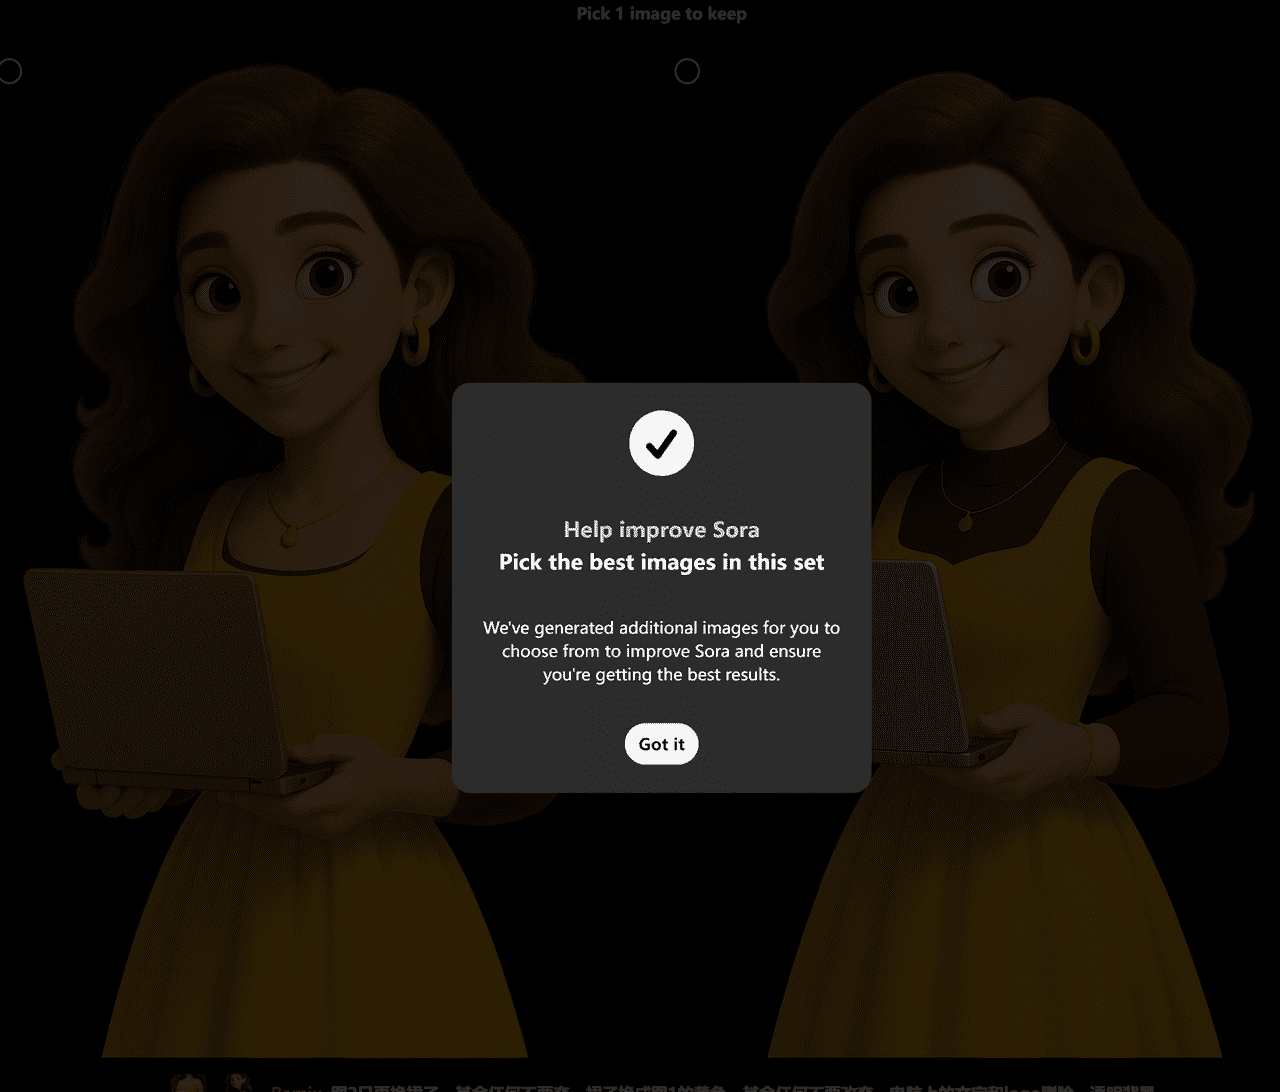 Pick 1 image to keep
Help improve Sora
Pick the best images in this set
We've generated additional images for you to
choose from to improve Sora and ensure
you're getting the best results.
Got it
Remix